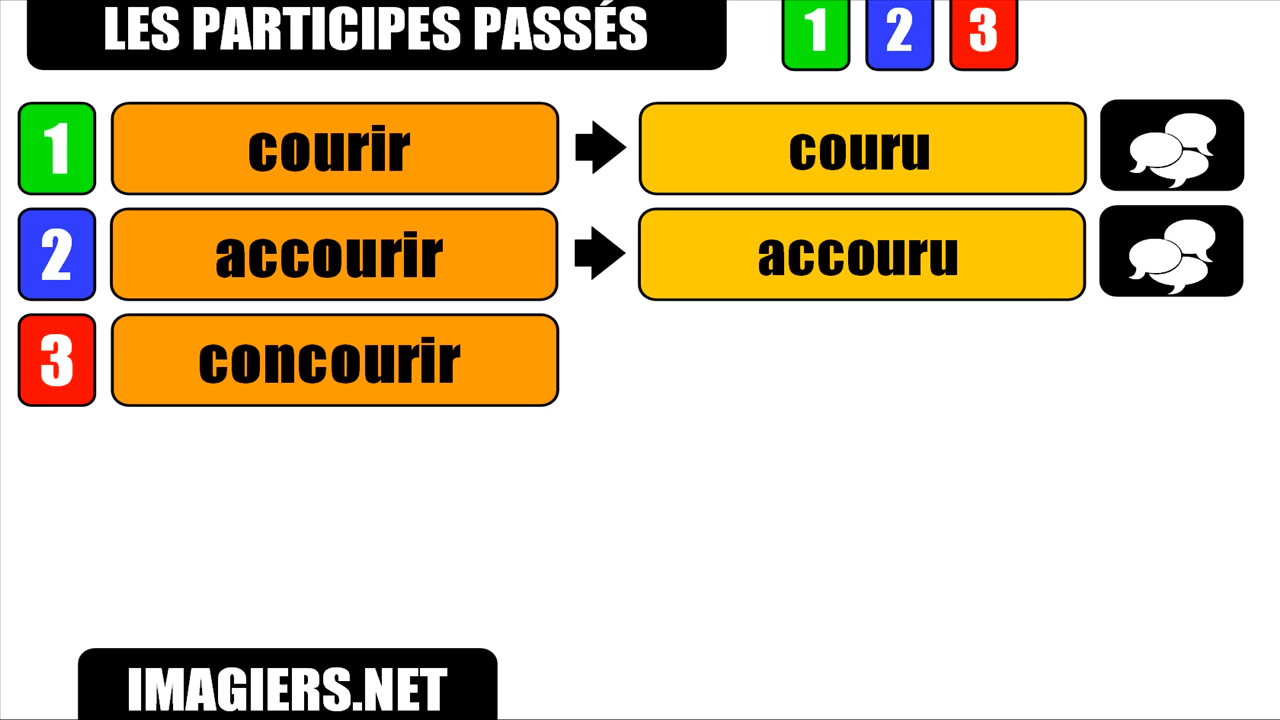 LES PARTICIPES PASSÉS 1 2 3
1 courir couru
2 accourir accouru
3 concourir
IMAGIERS.NET